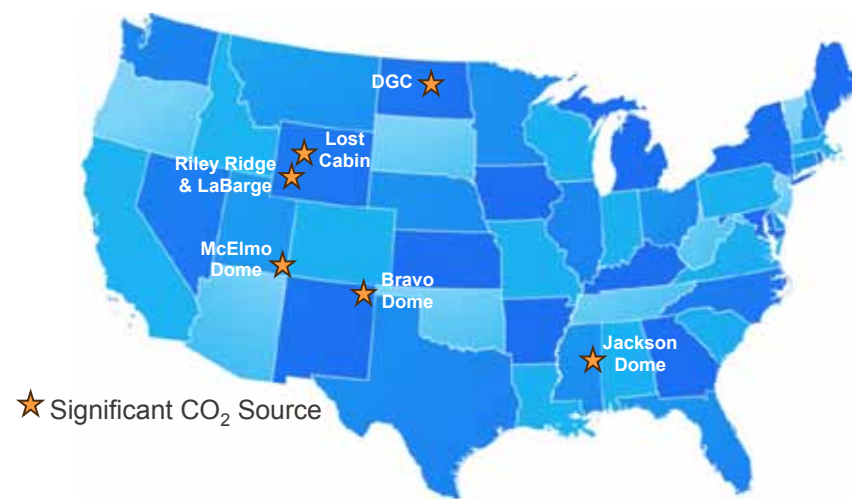 DGC
Lost
Cabin
Riley Ridge
& LaBarge
McElmo
Dome
Bravo
Dome
Jackson
Dome
Significant CO₂ Source